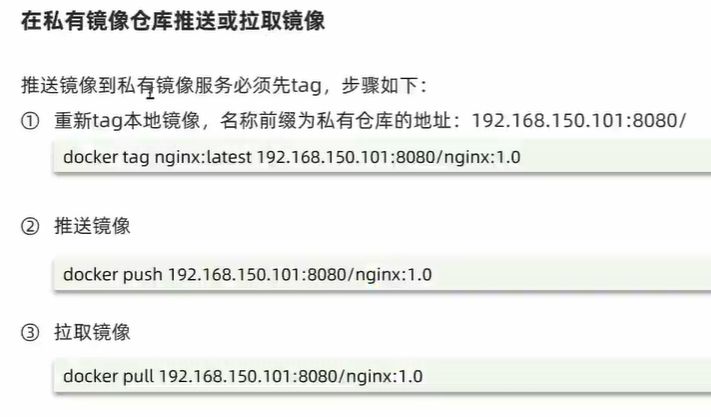 在私有镜像仓库推送或拉取镜像
推送镜像到私有镜像服务必须先tag，步骤如下：
① 重新tag本地镜像，名称前缀为私有仓库的地址：192.168.150.101:8080/
docker tag nginx:latest 192.168.150.101:8080/nginx:1.0
② 推送镜像
docker push 192.168.150.101:8080/nginx:1.0
③ 拉取镜像
docker pull 192.168.150.101:8080/nginx:1.0